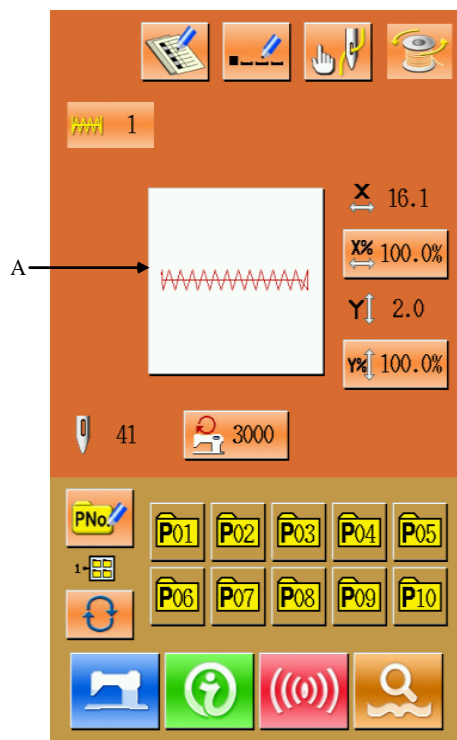 1
X 16.1
A
X% 100.0%
Y 2.0
Y% 100.0%
41 3000
PNo.
P01 P02 P03 P04 P05
1
P06 P07 P08 P09 P10